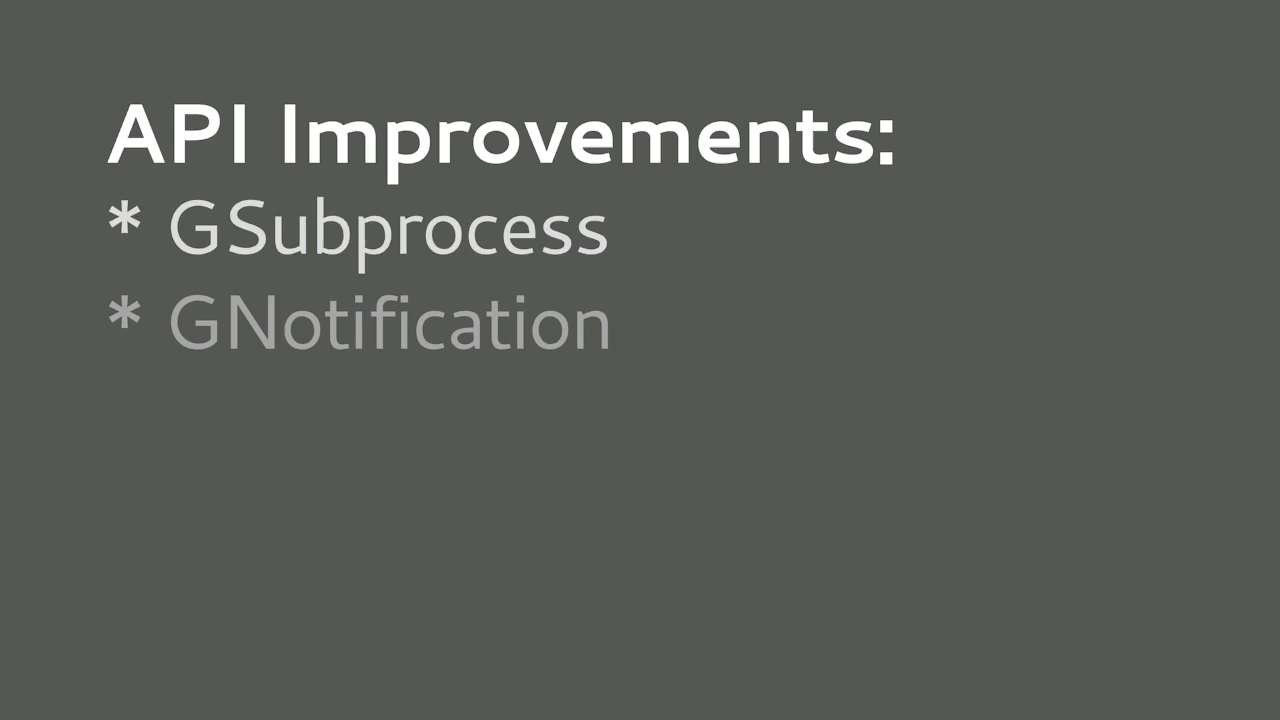 API Improvements:
* GSubprocess
* GNotification